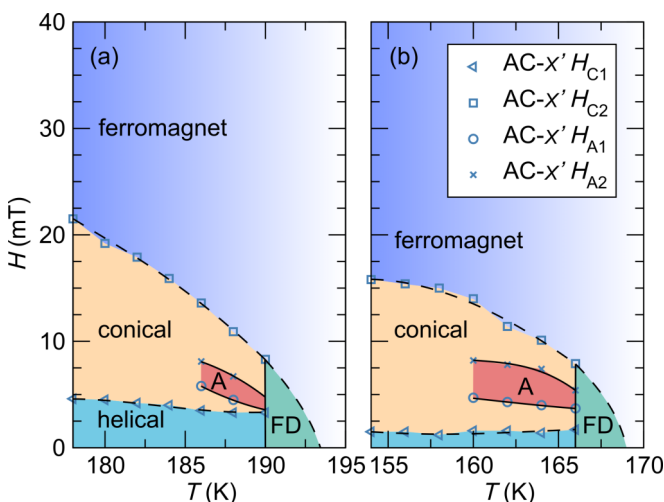 40
30
20
10
0
H (mT)
(a)
ferromagnet
conical
A
helical
FD
180 185 190 195
T (K)
(b)
AC-χ' H_C1
AC-χ' H_C2
AC-χ' H_A1
AC-χ' H_A2
ferromagnet
conical
A
FD
155 160 165 170
T (K)